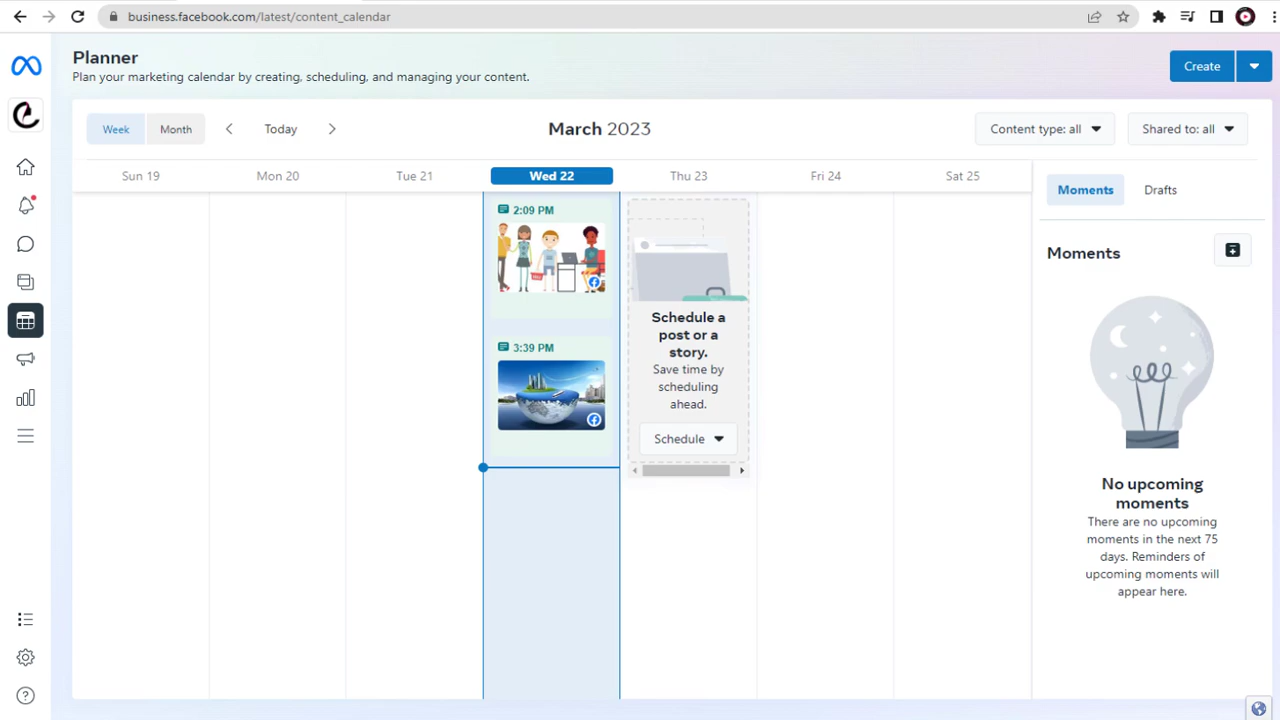 business.facebook.com/latest/content_calendar
Planner
Plan your marketing calendar by creating, scheduling, and managing your content.
Create
Week
Month
Today
March 2023
Content type: all
Shared to: all
Sun 19
Mon 20
Tue 21
Wed 22
Thu 23
Fri 24
Sat 25
2:09 PM
3:39 PM
Schedule a
post or a
story.
Save time by
scheduling
ahead.
Schedule
Moments
Drafts
Moments
No upcoming
moments
There are no upcoming
moments in the next 75
days. Reminders of
upcoming moments will
appear here.